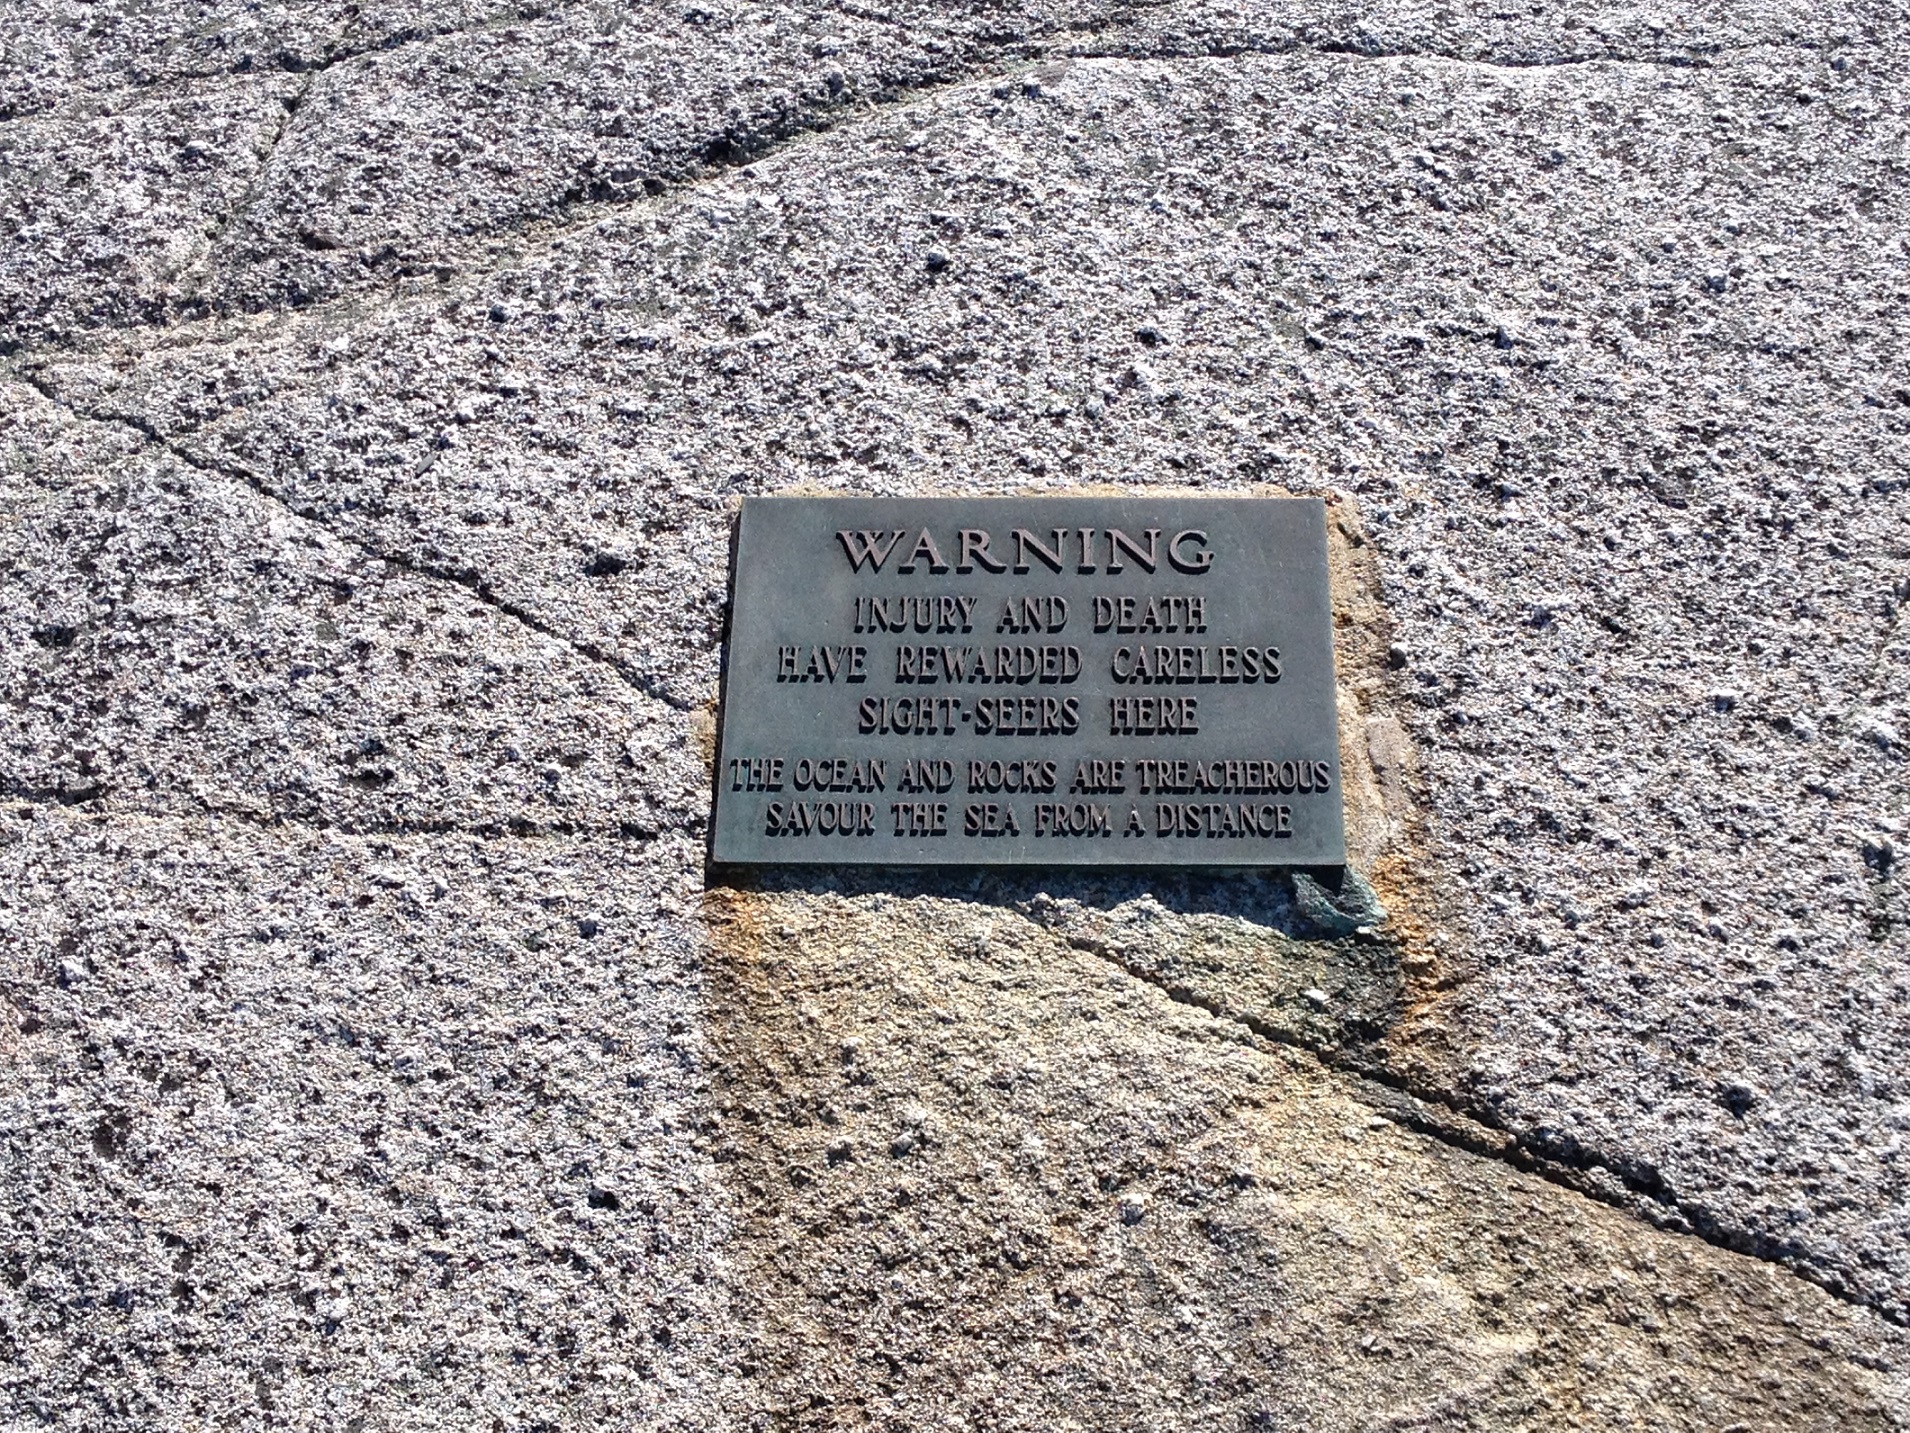 WARNING
INJURY AND DEATH
HAVE REWARDED CARELESS
SIGHT-SEERS HERE
THE OCEAN AND ROCKS ARE TREACHEROUS
SAVOUR THE SEA FROM A DISTANCE